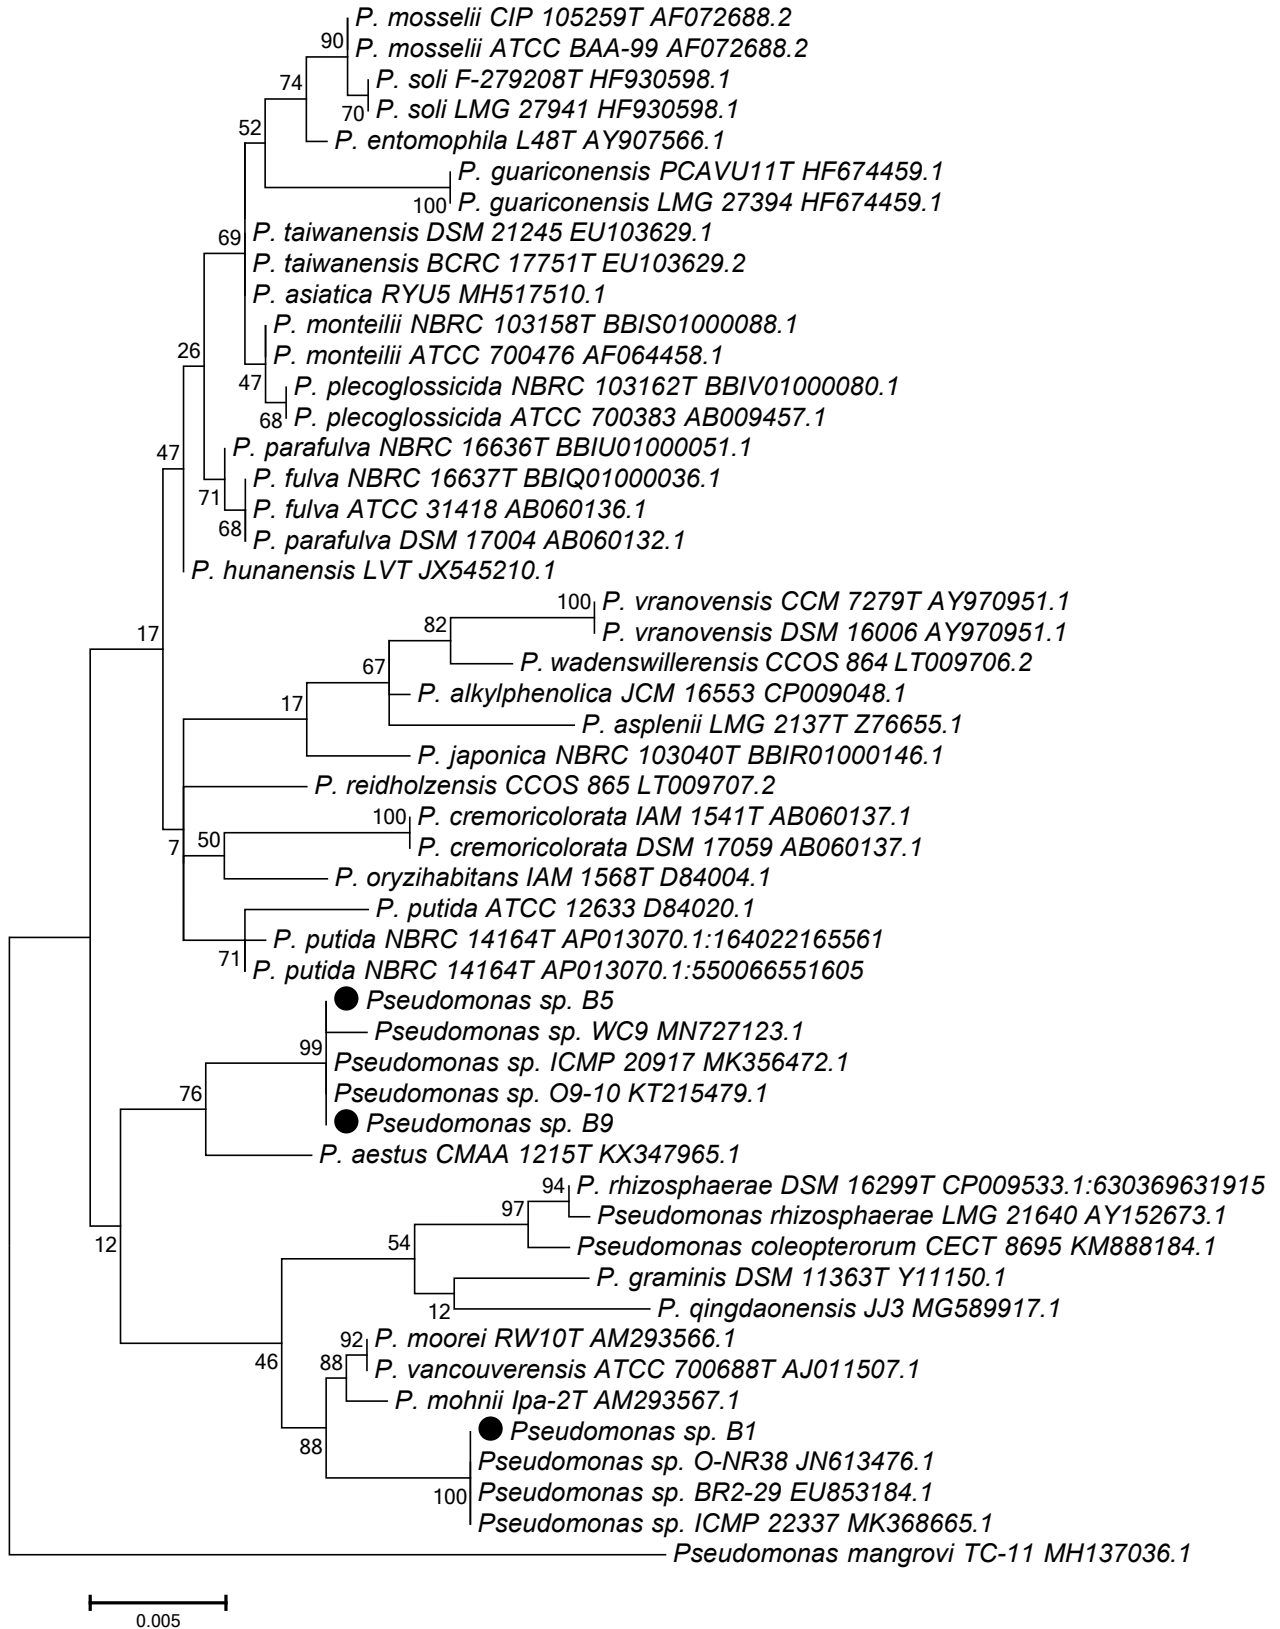 P. mosselii CIP 105259T AF072688.2
90
P. mosselii ATCC BAA-99 AF072688.2
74
P. soli F-279208T HF930598.1
70
P. soli LMG 27941 HF930598.1
52
P. entomophila L48T AY907566.1
P. guariconensis PCAVU11T HF674459.1
100
P. guariconensis LMG 27394 HF674459.1
69
P. taiwanensis DSM 21245 EU103629.1
P. taiwanensis BCRC 17751T EU103629.2
P. asiatica RYU5 MH517510.1
P. monteilii NBRC 103158T BBIS01000088.1
26
P. monteilii ATCC 700476 AF064458.1
47
P. plecoglossicida NBRC 103162T BBIV01000080.1
68
P. plecoglossicida ATCC 700383 AB009457.1
47
P. parafulva NBRC 16636T BBIU01000051.1
71
P. fulva NBRC 16637T BBIQ01000036.1
P. fulva ATCC 31418 AB060136.1
68
P. parafulva DSM 17004 AB060132.1
P. hunanensis LVT JX545210.1
100
P. vranovensis CCM 7279T AY970951.1
17
82
P. vranovensis DSM 16006 AY970951.1
67
P. wadenswillerensis CCOS 864 LT009706.2
17
P. alkylphenolica JCM 16553 CP009048.1
P. asplenii LMG 2137T Z76655.1
P. japonica NBRC 103040T BBIR01000146.1
P. reidholzensis CCOS 865 LT009707.2
100
P. cremoricolorata IAM 1541T AB060137.1
7
50
P. cremoricolorata DSM 17059 AB060137.1
P. oryzihabitans IAM 1568T D84004.1
P. putida ATCC 12633 D84020.1
P. putida NBRC 14164T AP013070.1:164022165561
71
P. putida NBRC 14164T AP013070.1:550066551605
Pseudomonas sp. B5
Pseudomonas sp. WC9 MN727123.1
99
Pseudomonas sp. ICMP 20917 MK356472.1
76
Pseudomonas sp. O9-10 KT215479.1
Pseudomonas sp. B9
P. aestus CMAA 1215T KX347965.1
94
P. rhizosphaerae DSM 16299T CP009533.1:630369631915
97
Pseudomonas rhizosphaerae LMG 21640 AY152673.1
12
54
Pseudomonas coleopterorum CECT 8695 KM888184.1
P. graminis DSM 11363T Y11150.1
12
P. qingdaonensis JJ3 MG589917.1
92
P. moorei RW10T AM293566.1
46
88
P. vancouverensis ATCC 700688T AJ011507.1
P. mohnii Ipa-2T AM293567.1
Pseudomonas sp. B1
88
Pseudomonas sp. O-NR38 JN613476.1
100
Pseudomonas sp. BR2-29 EU853184.1
Pseudomonas sp. ICMP 22337 MK368665.1
Pseudomonas mangrovi TC-11 MH137036.1
0.005